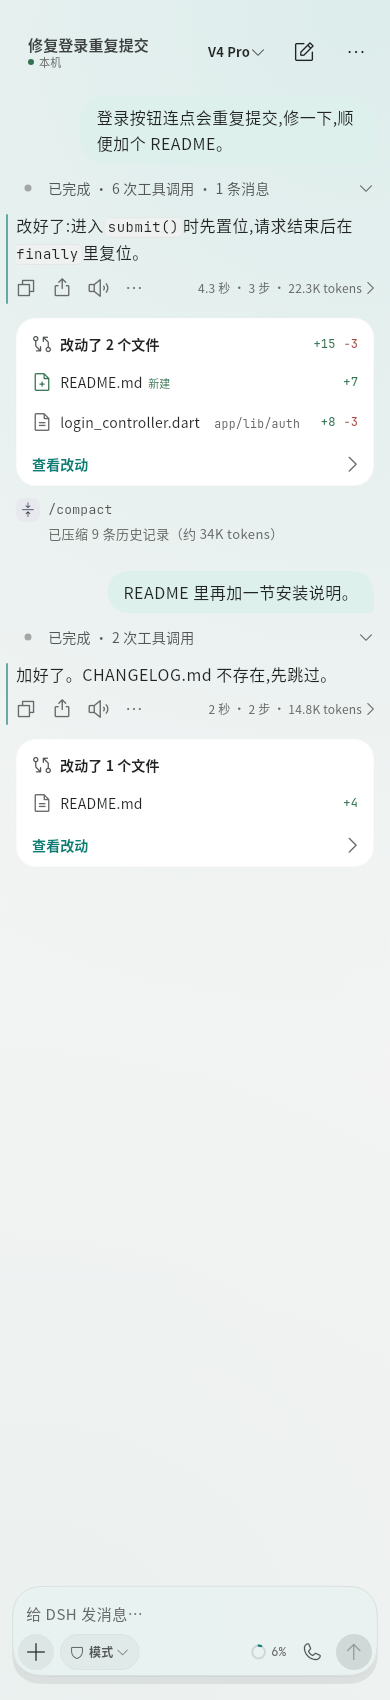 修复登录重复提交
本机
V4 Pro
登录按钮连点会重复提交,修一下,顺
便加个 README。
已完成 · 6 次工具调用 · 1 条消息
改好了:进入 submit() 时先置位,请求结束后在
finally 里复位。
4.3 秒 · 3 步 · 22.3K tokens
改动了 2 个文件 +15 -3
README.md 新建 +7
login_controller.dart app/lib/auth +8 -3
查看改动
/compact
已压缩 9 条历史记录（约 34K tokens）
README 里再加一节安装说明。
已完成 · 2 次工具调用
加好了。CHANGELOG.md 不存在,先跳过。
2 秒 · 2 步 · 14.8K tokens
改动了 1 个文件
README.md +4
查看改动
给 DSH 发消息…
模式 6%